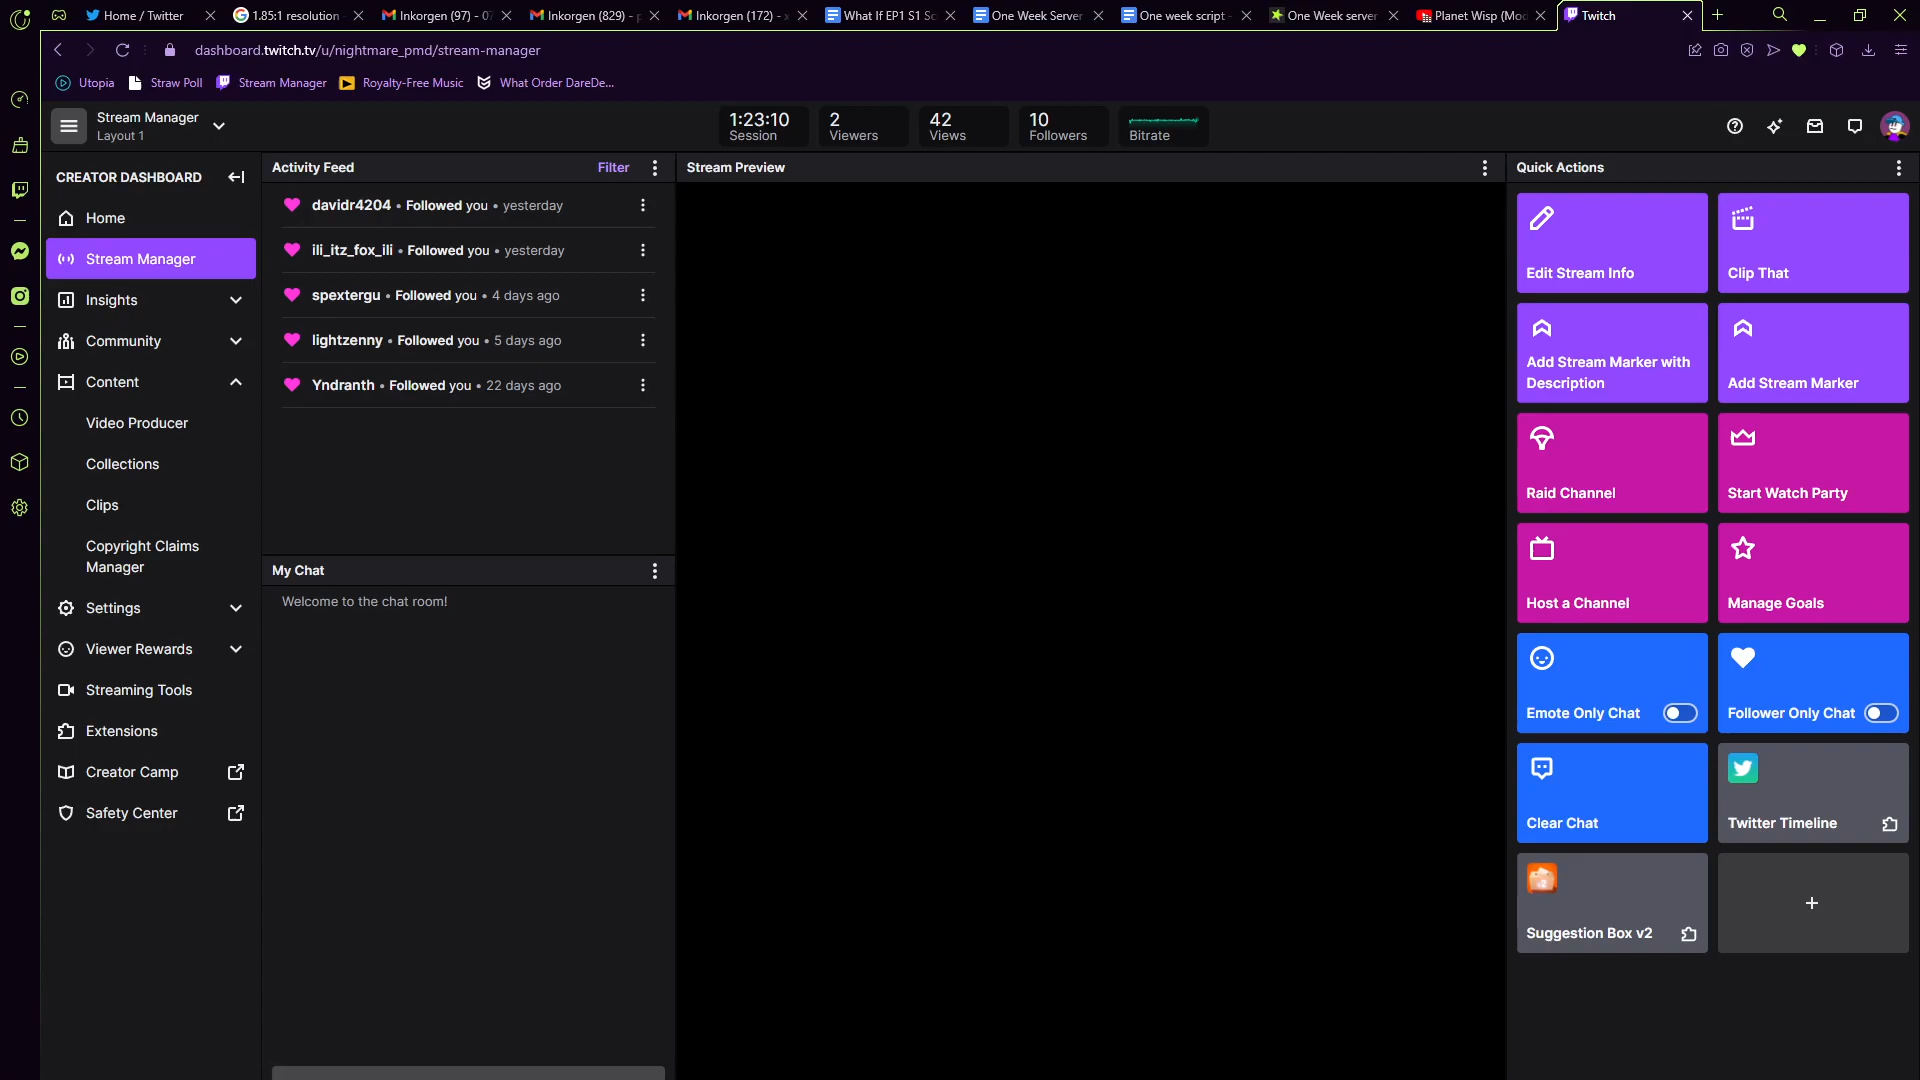 Home / Twitter
1.85:1 resolution
Inkorgen (97) - 0
Inkorgen (829) - p
Inkorgen (172) - x
What If EP1 S1 Sc
One Week Server
One week script -
One Week server
Planet Wisp (Mod
Twitch
dashboard.twitch.tv/u/nightmare_pmd/stream-manager
Utopia
Straw Poll
Stream Manager
Royalty-Free Music
What Order DareDe...
Stream Manager
Layout 1
1:23:10
Session
2
Viewers
42
Views
10
Followers
Bitrate
CREATOR DASHBOARD
Home
Stream Manager
Insights
Community
Content
Video Producer
Collections
Clips
Copyright Claims
Manager
Settings
Viewer Rewards
Streaming Tools
Extensions
Creator Camp
Safety Center
Activity Feed
Filter
davidr4204 • Followed you • yesterday
ili_itz_fox_ili • Followed you • yesterday
spextergu • Followed you • 4 days ago
lightzenny • Followed you • 5 days ago
Yndranth • Followed you • 22 days ago
My Chat
Welcome to the chat room!
Stream Preview
Quick Actions
Edit Stream Info
Clip That
Add Stream Marker with
Description
Add Stream Marker
Raid Channel
Start Watch Party
Host a Channel
Manage Goals
Emote Only Chat
Follower Only Chat
Clear Chat
Twitter Timeline
Suggestion Box v2